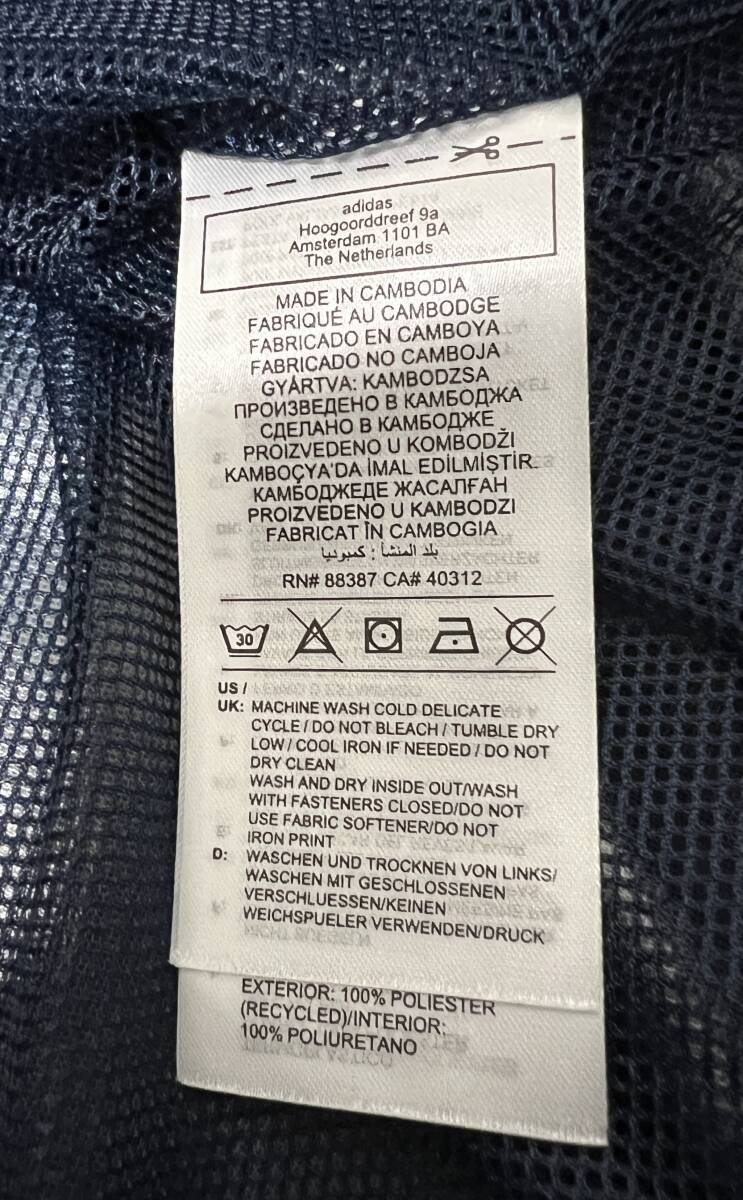 adidas
Hoogoorddreef 9a
Amsterdam 1101 BA
The Netherlands
MADE IN CAMBODIA
FABRIQUÉ AU CAMBODGE
FABRICADO EN CAMBOYA
FABRICADO NO CAMBOJA
GYÁRTVA: KAMBODZSA
ПРОИЗВЕДЕНО В КАМБОДЖА
СДЕЛАНО В КАМБОДЖЕ
PROIZVEDENO U KOMBODŽI
KAMBOÇYA'DA İMAL EDİLMİŞTİR.
КАМБОДЖЕДЕ ЖАСАЛҒАН
PROIZVEDENO U KAMBODZI
FABRICAT ÎN CAMBOGIA
بلد المنشأ : كمبوديا
RN# 88387 CA# 40312
30
US /
UK: MACHINE WASH COLD DELICATE
CYCLE / DO NOT BLEACH / TUMBLE DRY
LOW / COOL IRON IF NEEDED / DO NOT
DRY CLEAN
WASH AND DRY INSIDE OUT/WASH
WITH FASTENERS CLOSED/DO NOT
USE FABRIC SOFTENER/DO NOT
IRON PRINT
D: WASCHEN UND TROCKNEN VON LINKS/
WASCHEN MIT GESCHLOSSENEN
VERSCHLUESSEN/KEINEN
WEICHSPUELER VERWENDEN/DRUCK
EXTERIOR: 100% POLIESTER
(RECYCLED)/INTERIOR:
100% POLIURETANO